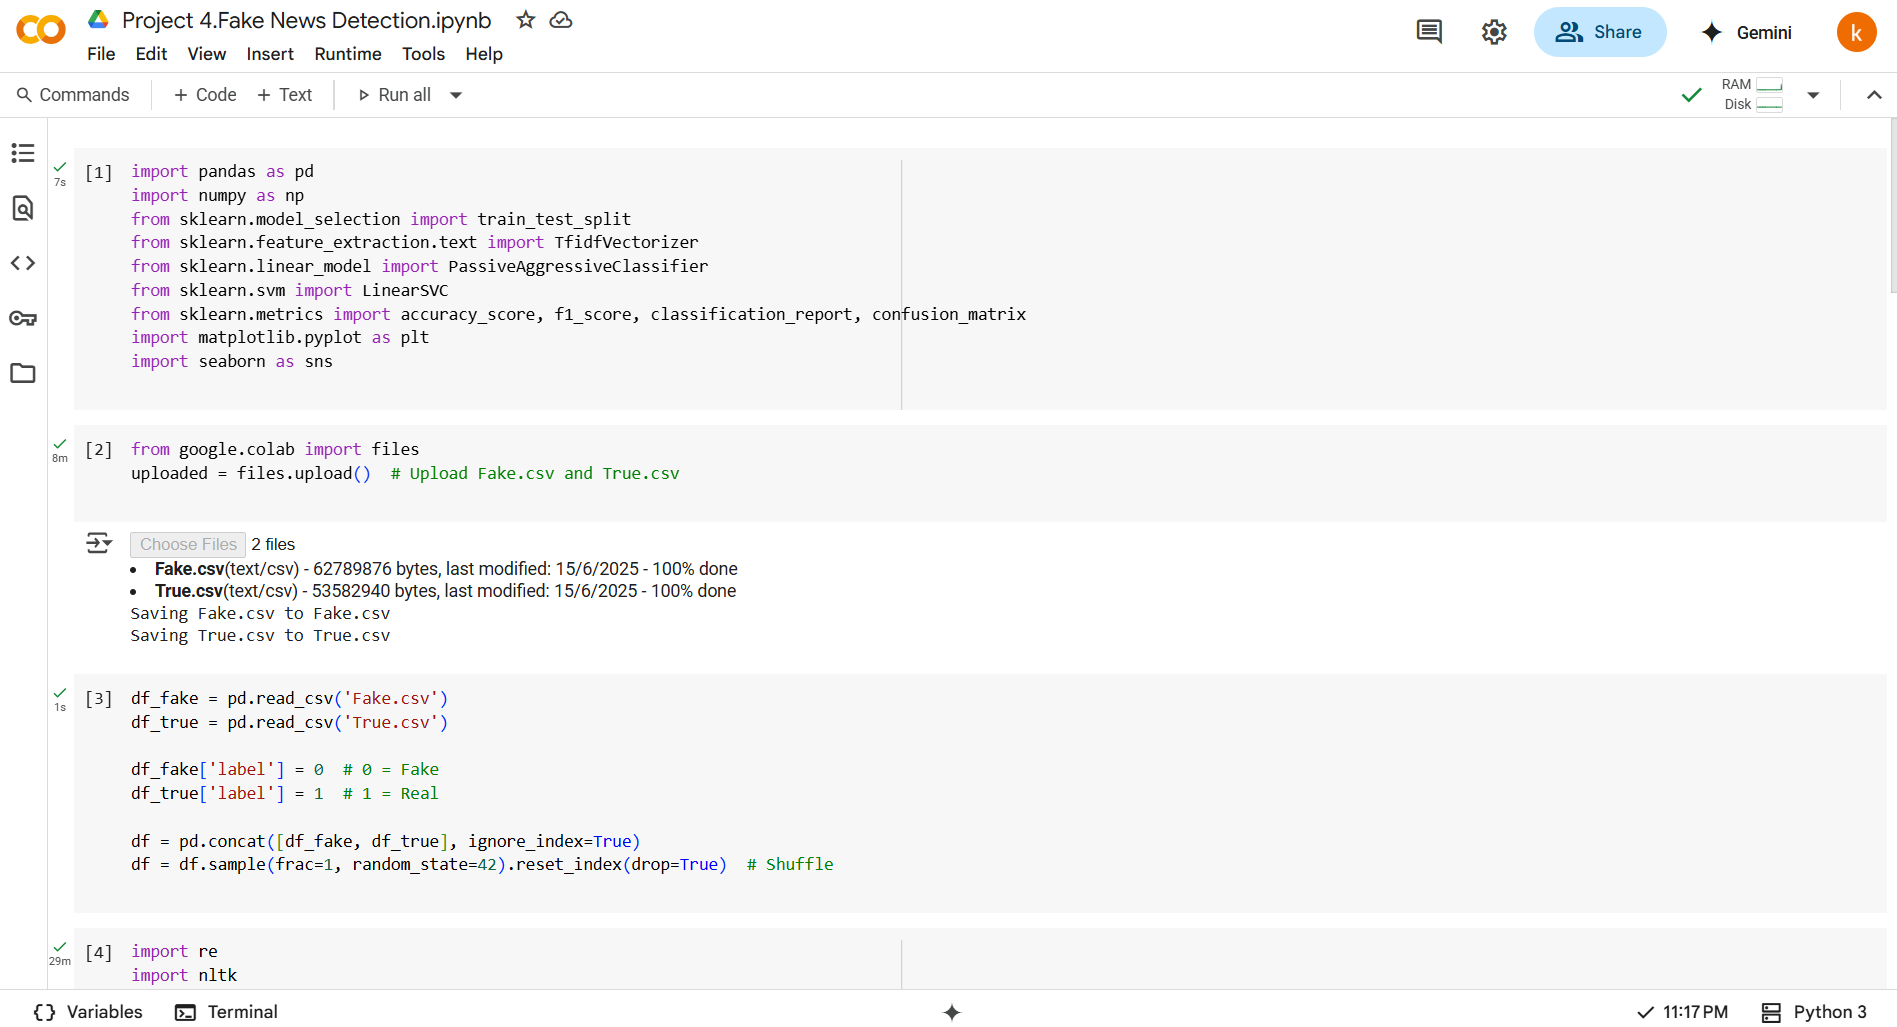 Project 4.Fake News Detection.ipynb
File Edit View Insert Runtime Tools Help
Share
Gemini
k
Commands + Code + Text Run all
RAM
Disk
7s
[1] import pandas as pd
import numpy as np
from sklearn.model_selection import train_test_split
from sklearn.feature_extraction.text import TfidfVectorizer
from sklearn.linear_model import PassiveAggressiveClassifier
from sklearn.svm import LinearSVC
from sklearn.metrics import accuracy_score, f1_score, classification_report, confusion_matrix
import matplotlib.pyplot as plt
import seaborn as sns
8m
[2] from google.colab import files
uploaded = files.upload()  # Upload Fake.csv and True.csv
Choose Files 2 files
• Fake.csv(text/csv) - 62789876 bytes, last modified: 15/6/2025 - 100% done
• True.csv(text/csv) - 53582940 bytes, last modified: 15/6/2025 - 100% done
Saving Fake.csv to Fake.csv
Saving True.csv to True.csv
1s
[3] df_fake = pd.read_csv('Fake.csv')
df_true = pd.read_csv('True.csv')
df_fake['label'] = 0  # 0 = Fake
df_true['label'] = 1  # 1 = Real
df = pd.concat([df_fake, df_true], ignore_index=True)
df = df.sample(frac=1, random_state=42).reset_index(drop=True)  # Shuffle
29m
[4] import re
import nltk
Variables Terminal 11:17 PM Python 3